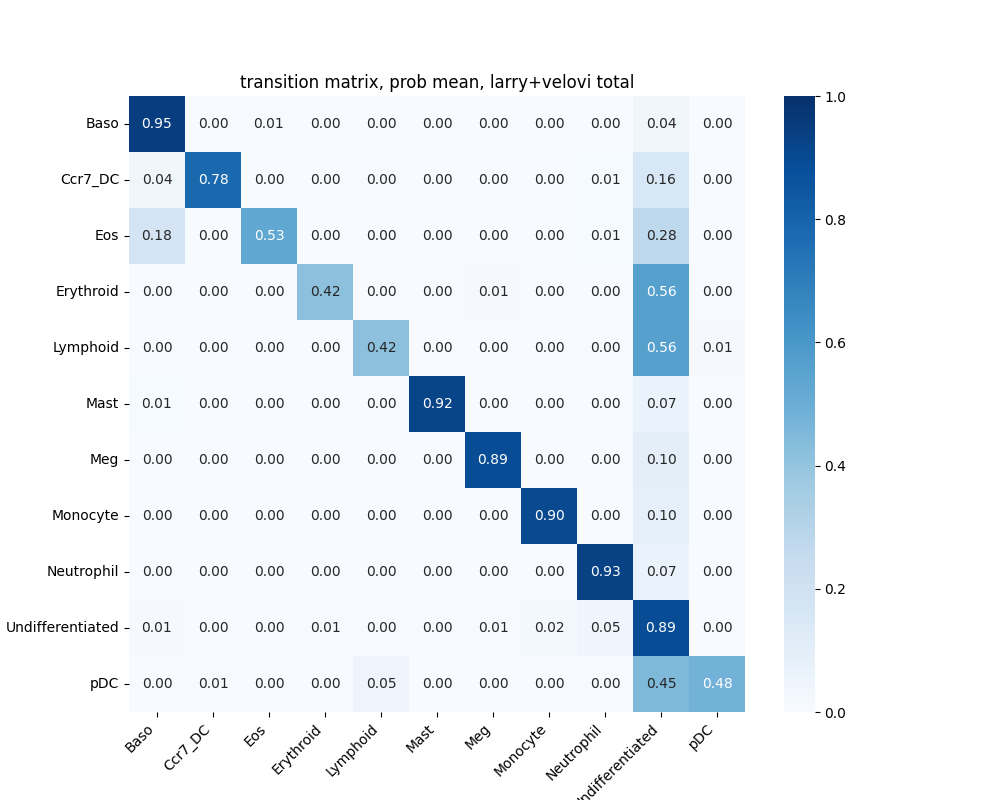 transition matrix, prob mean, larry+velovi total
Baso 0.95 0.00 0.01 0.00 0.00 0.00 0.00 0.00 0.00 0.04 0.00
Ccr7_DC 0.04 0.78 0.00 0.00 0.00 0.00 0.00 0.00 0.01 0.16 0.00
Eos 0.18 0.00 0.53 0.00 0.00 0.00 0.00 0.00 0.01 0.28 0.00
Erythroid 0.00 0.00 0.00 0.42 0.00 0.00 0.01 0.00 0.00 0.56 0.00
Lymphoid 0.00 0.00 0.00 0.00 0.42 0.00 0.00 0.00 0.00 0.56 0.01
Mast 0.01 0.00 0.00 0.00 0.00 0.92 0.00 0.00 0.00 0.07 0.00
Meg 0.00 0.00 0.00 0.00 0.00 0.00 0.89 0.00 0.00 0.10 0.00
Monocyte 0.00 0.00 0.00 0.00 0.00 0.00 0.00 0.90 0.00 0.10 0.00
Neutrophil 0.00 0.00 0.00 0.00 0.00 0.00 0.00 0.00 0.93 0.07 0.00
Undifferentiated 0.01 0.00 0.00 0.01 0.00 0.00 0.01 0.02 0.05 0.89 0.00
pDC 0.00 0.01 0.00 0.00 0.05 0.00 0.00 0.00 0.00 0.45 0.48
Baso Ccr7_DC Eos Erythroid Lymphoid Mast Meg Monocyte Neutrophil ndifferentiated pDC
1.0
0.8
0.6
0.4
0.2
0.0